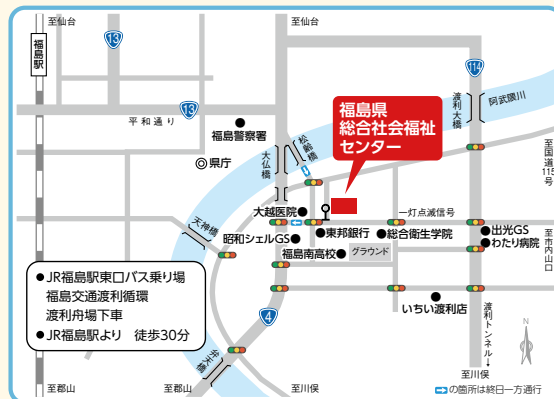 至仙台
至仙台
福島駅
13
13
114
渡利大橋
阿武隈川
福島県
総合社会福祉
センター
平和通り
福島警察署
松齢橋
大仏橋
県庁
至国道115号
大越医院
一灯点滅信号
天神橋
昭和シェルGS
東邦銀行
総合衛生学院
出光GS
わたり病院
福島南高校
グラウンド
至市内山口
●JR福島駅東口バス乗り場
福島交通渡利循環
渡利舟場下車
●JR福島駅より 徒歩30分
4
いちい渡利店
渡利トンネル→
弁天橋
N
至郡山
至郡山
至川俣
至川俣
⇨の箇所は終日一方通行